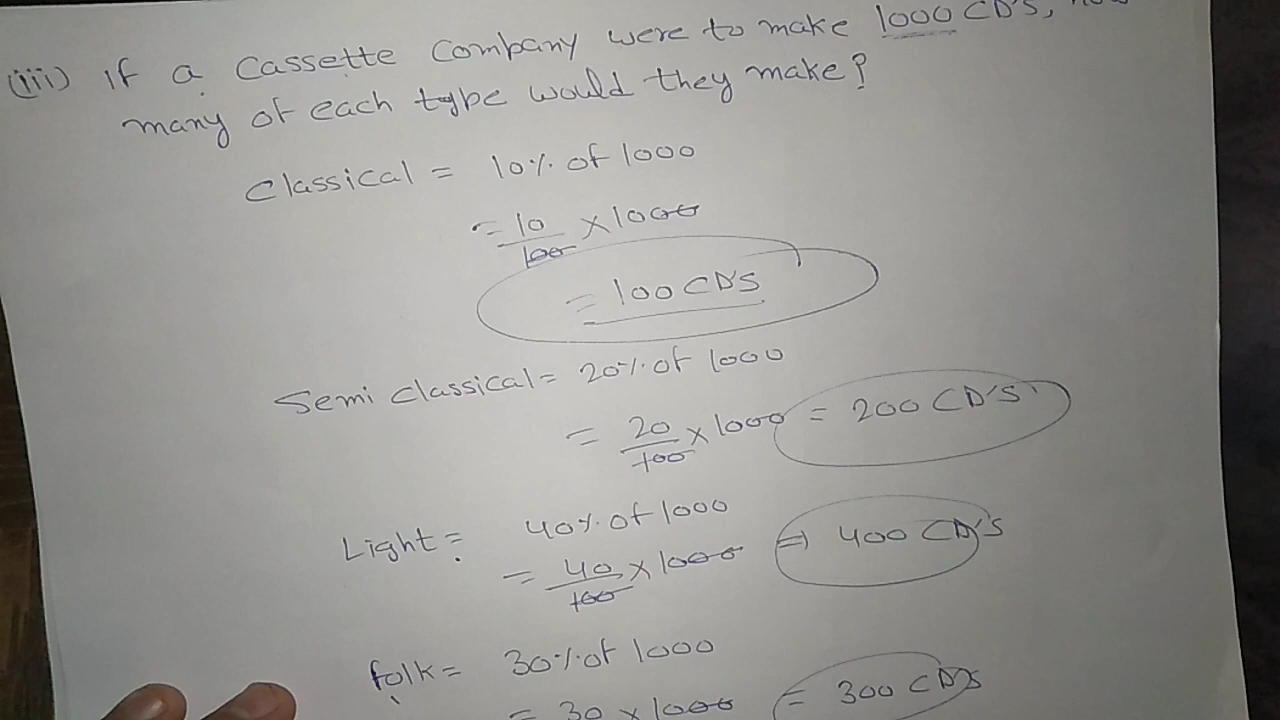 (iii) If a Cassette Company were to make 1000 CD'S,
many of each type would they make?
Classical = 10% of 1000
= 10/100 × 1000
= 100 CD'S
Semi Classical = 20% of 1000
= 20/100 × 1000 = 200 CD'S
Light = 40% of 1000
= 40/100 × 1000 ⇒ 400 CD'S
folk = 30% of 1000
= 30 × 1000 = 300 CD'S